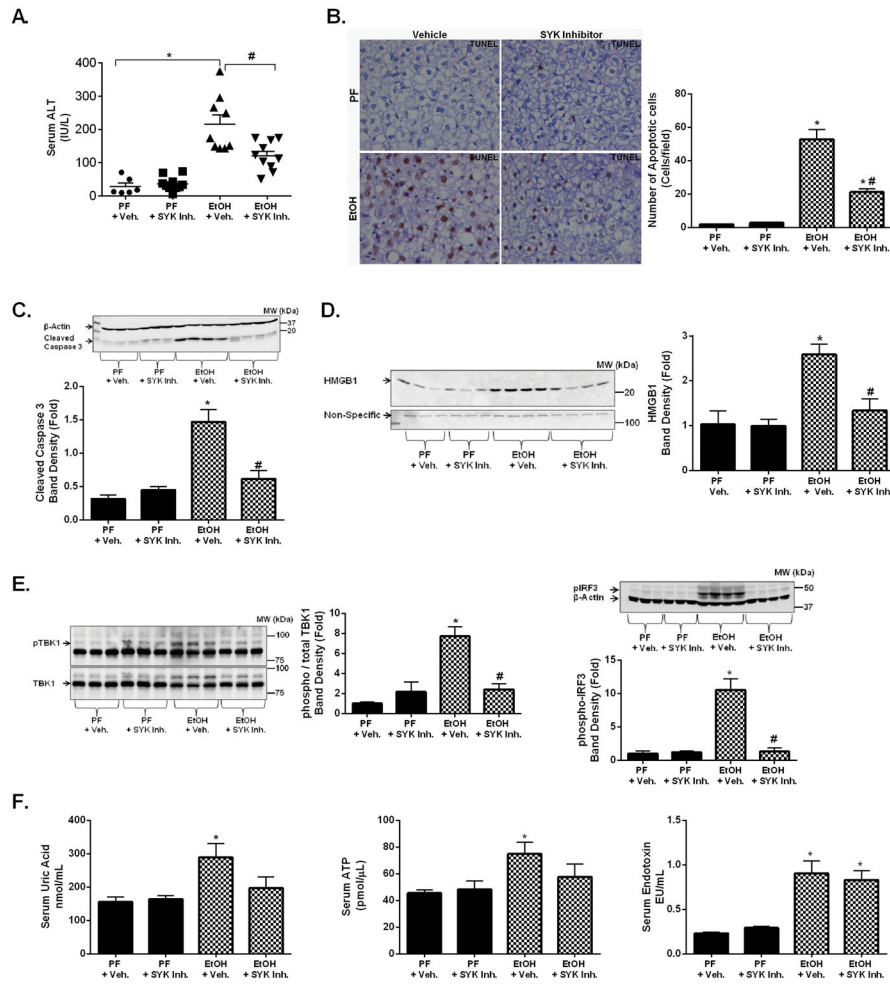 A.
Serum ALT
(IU/L)
400
300
200
100
0
*
#
PF
+ Veh.
PF
+ SYK Inh.
EtOH
+ Veh.
EtOH
+ SYK Inh.
B.
Vehicle
SYK Inhibitor
PF
EtOH
TUNEL
TUNEL
TUNEL
TUNEL
Number of Apoptotic cells
(Cells/field)
80
60
40
20
0
*
* #
PF
+ Veh.
PF
+ SYK Inh.
EtOH
+ Veh.
EtOH
+ SYK Inh.
C.
MW (kDa)
β-Actin
37
20
Cleaved
Caspase 3
PF
+ Veh.
PF
+ SYK Inh.
EtOH
+ Veh.
EtOH
+ SYK Inh.
Cleaved Caspase 3
Band Density (Fold)
2.0
1.5
1.0
0.5
0.0
*
#
PF
+ Veh.
PF
+ SYK Inh.
EtOH
+ Veh.
EtOH
+ SYK Inh.
D.
MW (kDa)
HMGB1
20
Non-Specific
100
PF
+ Veh.
PF
+ SYK Inh.
EtOH
+ Veh.
EtOH
+ SYK Inh.
HMGB1
Band Density (Fold)
3
2
1
0
*
#
PF
Veh.
PF
+ SYK Inh.
EtOH
+ Veh.
EtOH
+ SYK Inh.
E.
MW (kDa)
pTBK1
100
75
TBK1
100
75
PF
+ Veh.
PF
+ SYK Inh.
EtOH
+ Veh.
EtOH
+ SYK Inh.
phospho / total TBK1
Band Density (Fold)
10
8
6
4
2
0
*
#
PF
+ Veh.
PF
+ SYK Inh.
EtOH
+ Veh.
EtOH
+ SYK Inh.
MW (kDa)
pIRF3
50
β-Actin
37
PF
+ Veh.
PF
+ SYK Inh.
EtOH
+ Veh.
EtOH
+ SYK Inh.
phospho-IRF3
Band Density (Fold)
15
10
5
0
*
#
PF
+ Veh.
PF
+ SYK Inh.
EtOH
+ Veh.
EtOH
+ SYK Inh.
F.
Serum Uric Acid
nmol/mL
400
300
200
100
0
*
PF
+ Veh.
PF
+ SYK Inh.
EtOH
+ Veh.
EtOH
+ SYK Inh.
Serum ATP
(pmol/µL)
100
80
60
40
20
0
*
PF
+ Veh.
PF
+ SYK Inh.
EtOH
+ Veh.
EtOH
+ SYK Inh.
Serum Endotoxin
EU/mL
1.5
1.0
0.5
0.0
*
*
PF
+ Veh.
PF
+ SYK Inh.
EtOH
+ Veh.
EtOH
+ SYK Inh.